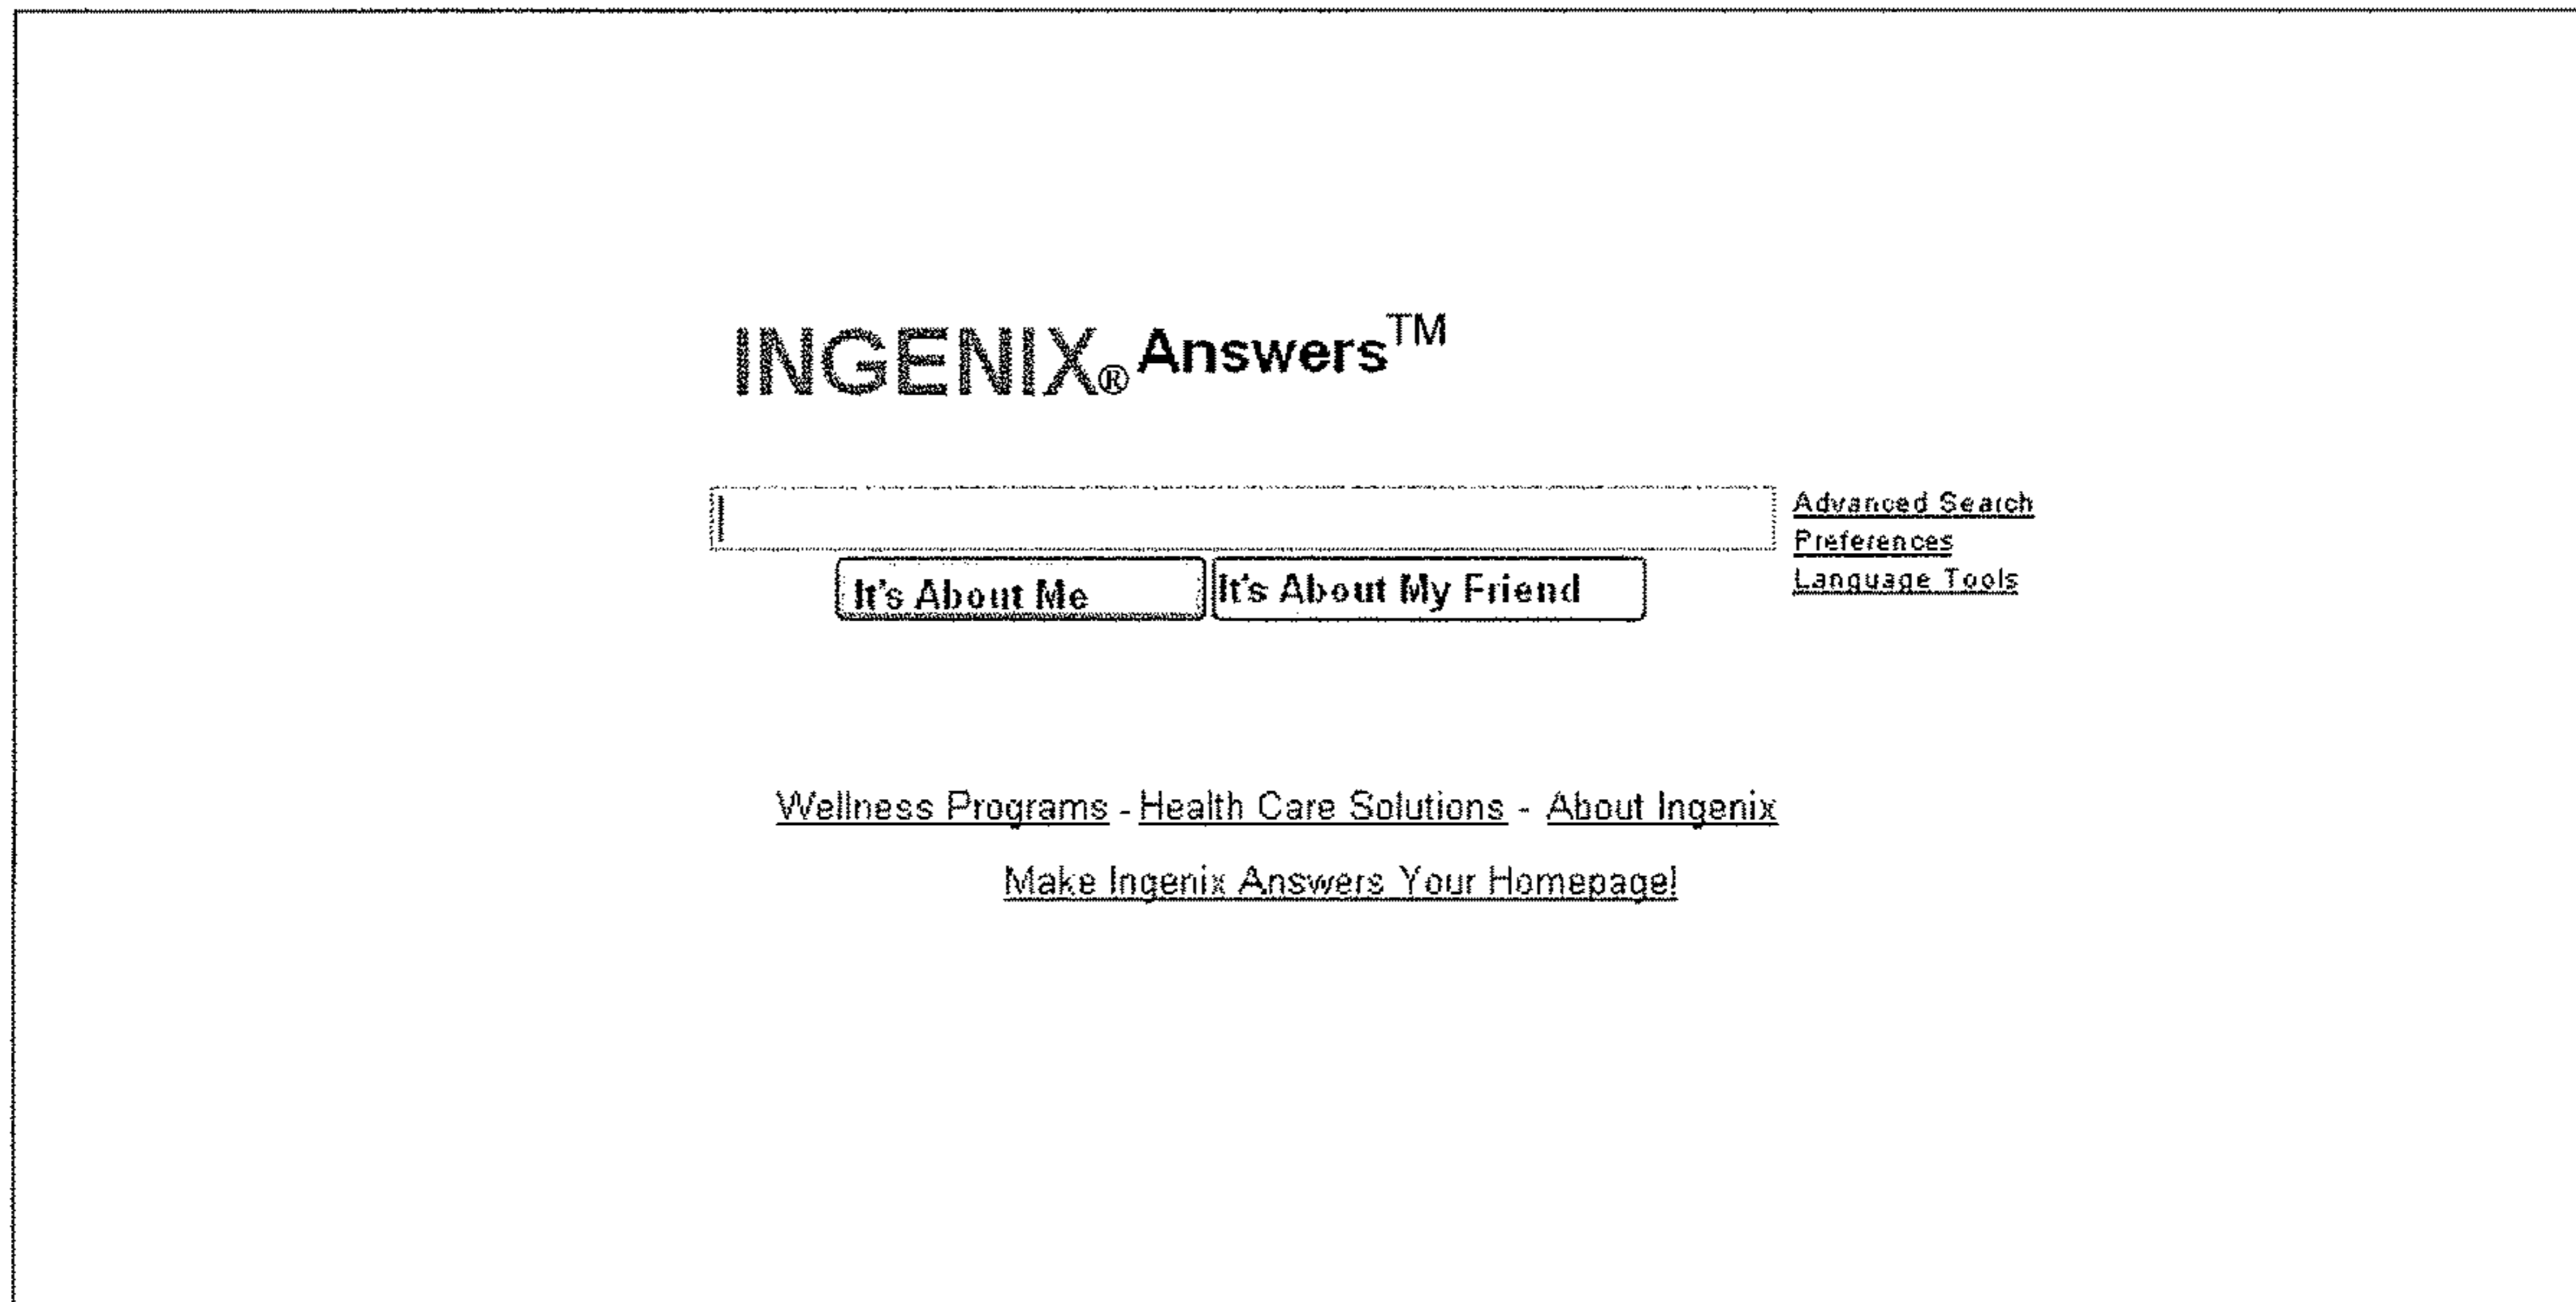 INGENIX® Answers™
Advanced Search
Preferences
Language Tools
It's About Me It's About My Friend
Wellness Programs - Health Care Solutions - About Ingenix
Make Ingenix Answers Your Homepage!